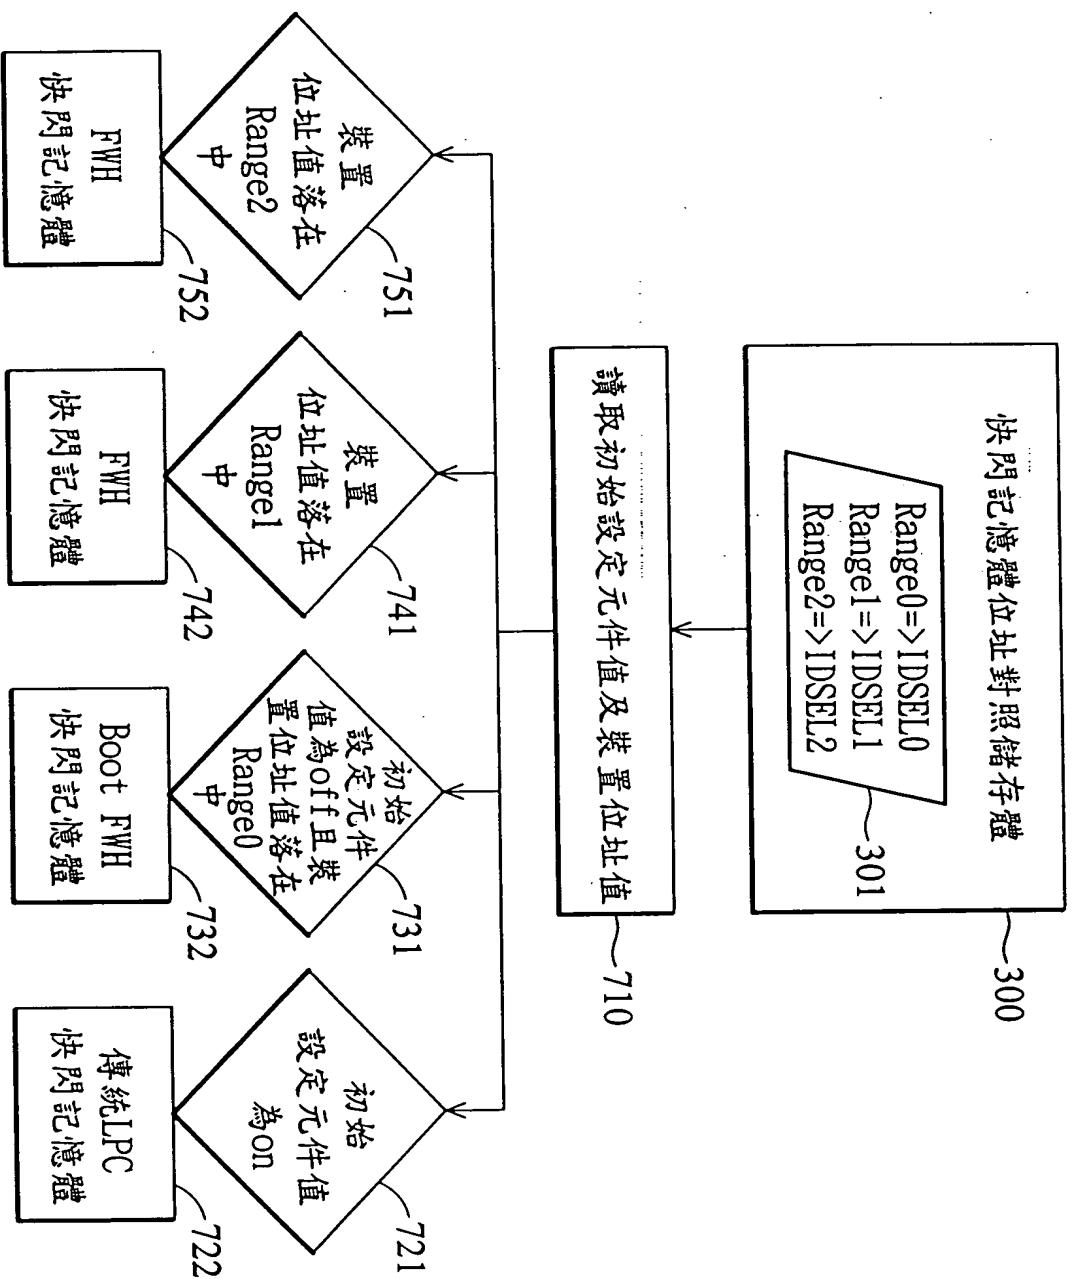 快閃記憶體位址對照儲存體
Range0=>IDSEL0
Range1=>IDSEL1
Range2=>IDSEL2
301
300
讀取初始設定元件值及裝置位址值
710
裝置
位址值落在
Range2
中
751
FWH
快閃記憶體
752
裝置
位址值落在
Range1
中
741
FWH
快閃記憶體
742
初始
設定元件
值為off且裝
置位址值落在
Range0
中
731
Boot FWH
快閃記憶體
732
初始
設定元件值
為on
721
傳統LPC
快閃記憶體
722